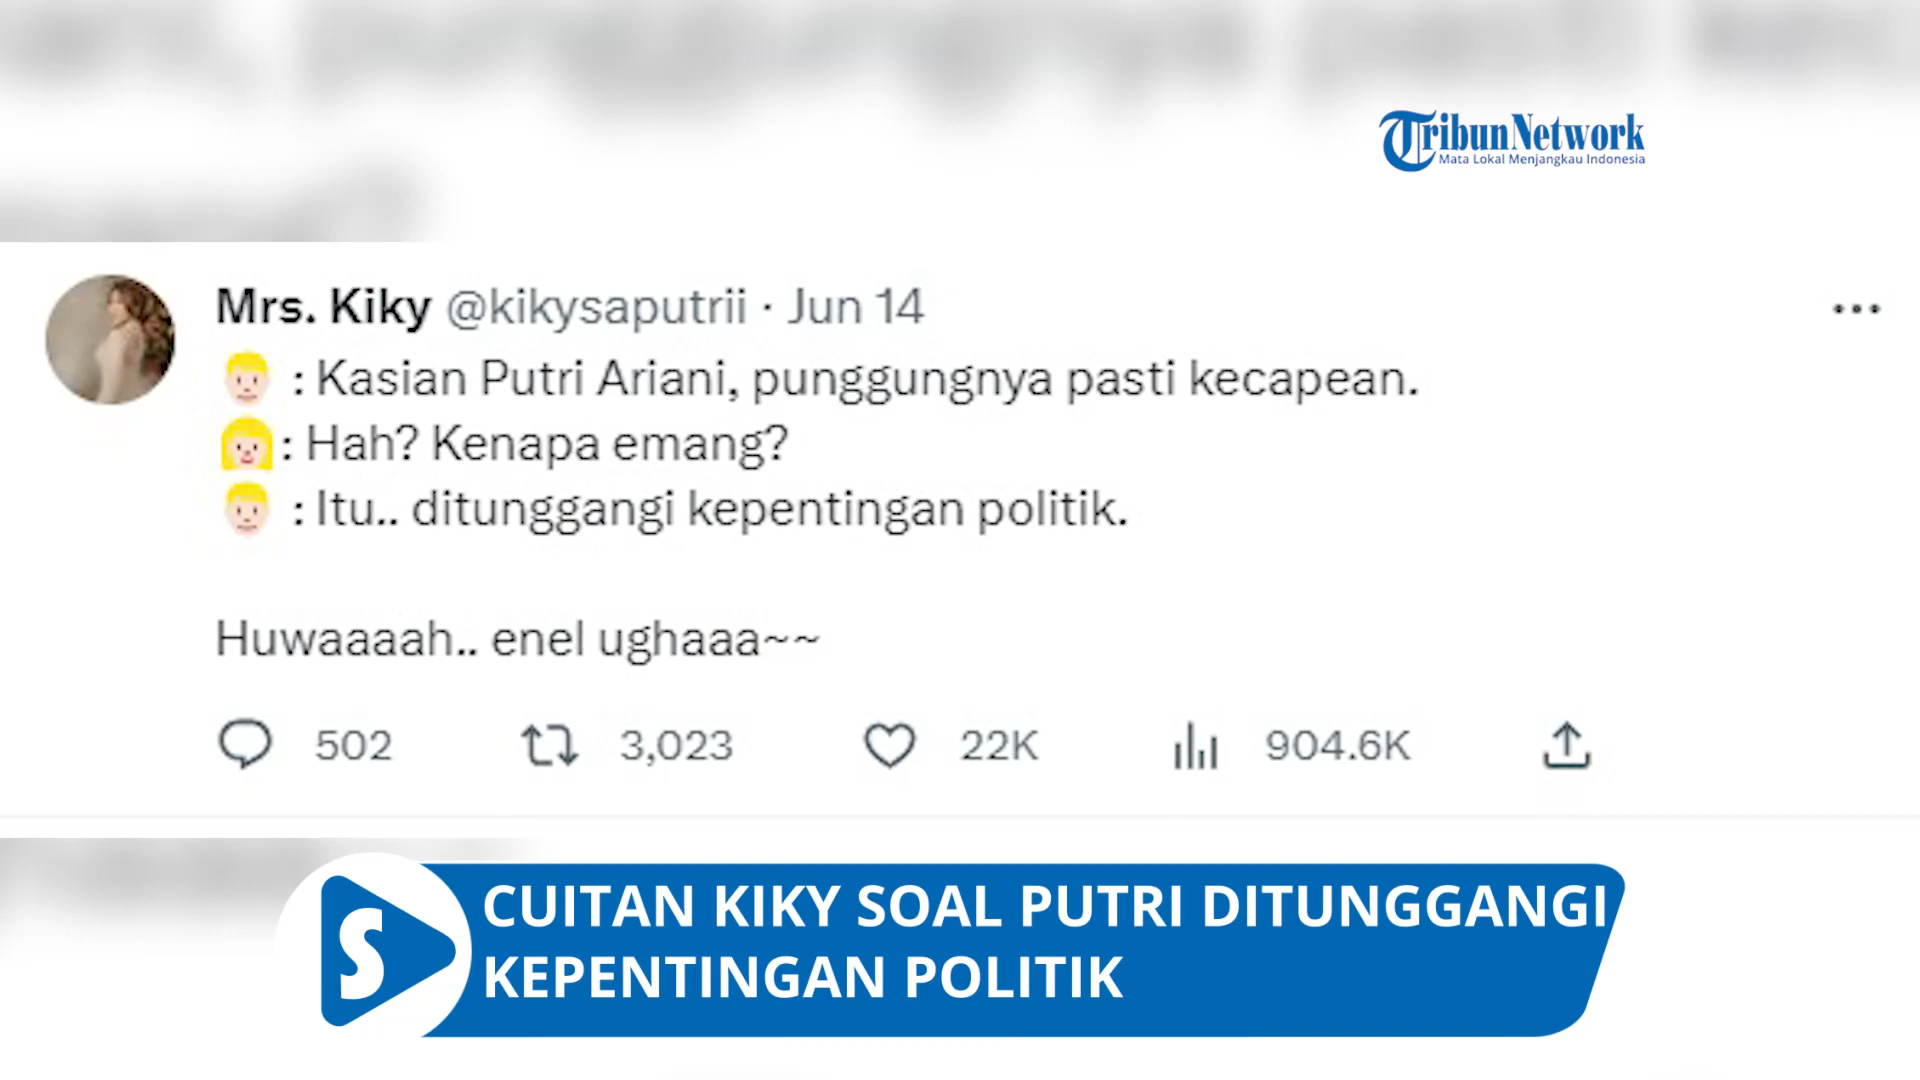 TribunNetwork
Mata Lokal Menjangkau Indonesia
Mrs. Kiky @kikysaputrii · Jun 14
: Kasian Putri Ariani, punggungnya pasti kecapean.
: Hah? Kenapa emang?
: Itu.. ditunggangi kepentingan politik.
Huwaaaah.. enel ughaaa~~
502 3,023 22K 904.6K
S
CUITAN KIKY SOAL PUTRI DITUNGGANGI
KEPENTINGAN POLITIK